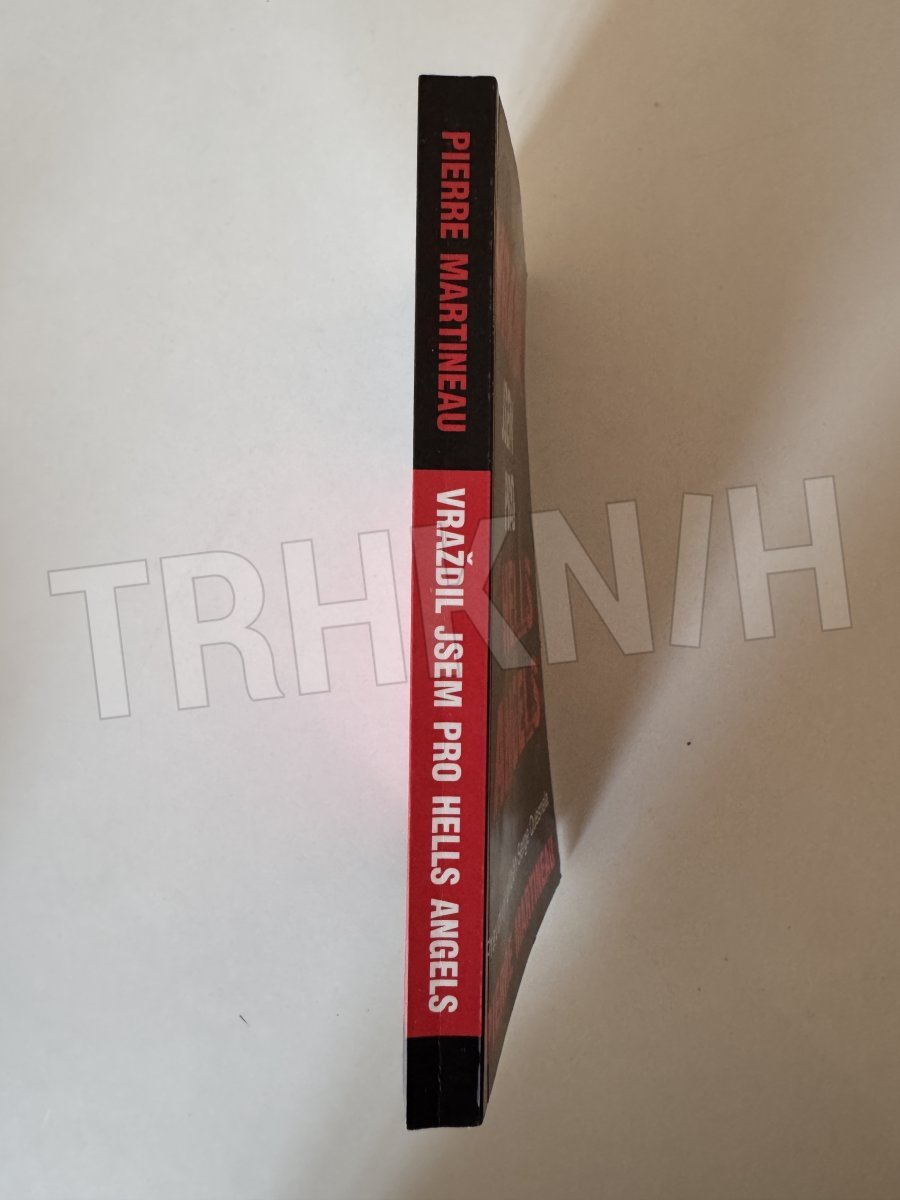 PIERRE MARTINEAU
VRAŽDIL JSEM PRO HELLS ANGELS
TRHKNIH